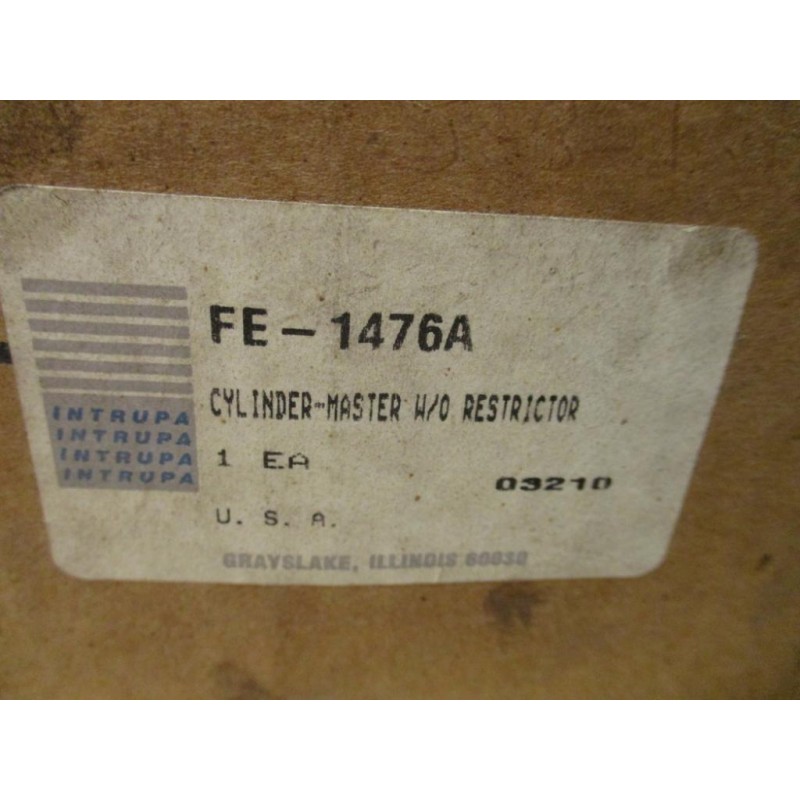 FE-1476A
CYLINDER-MASTER W/O RESTRICTOR
INTRUPA
INTRUPA
INTRUPA
INTRUPA
1 EA
03210
U. S. A.
GRAYSLAKE, ILLINOIS 60030